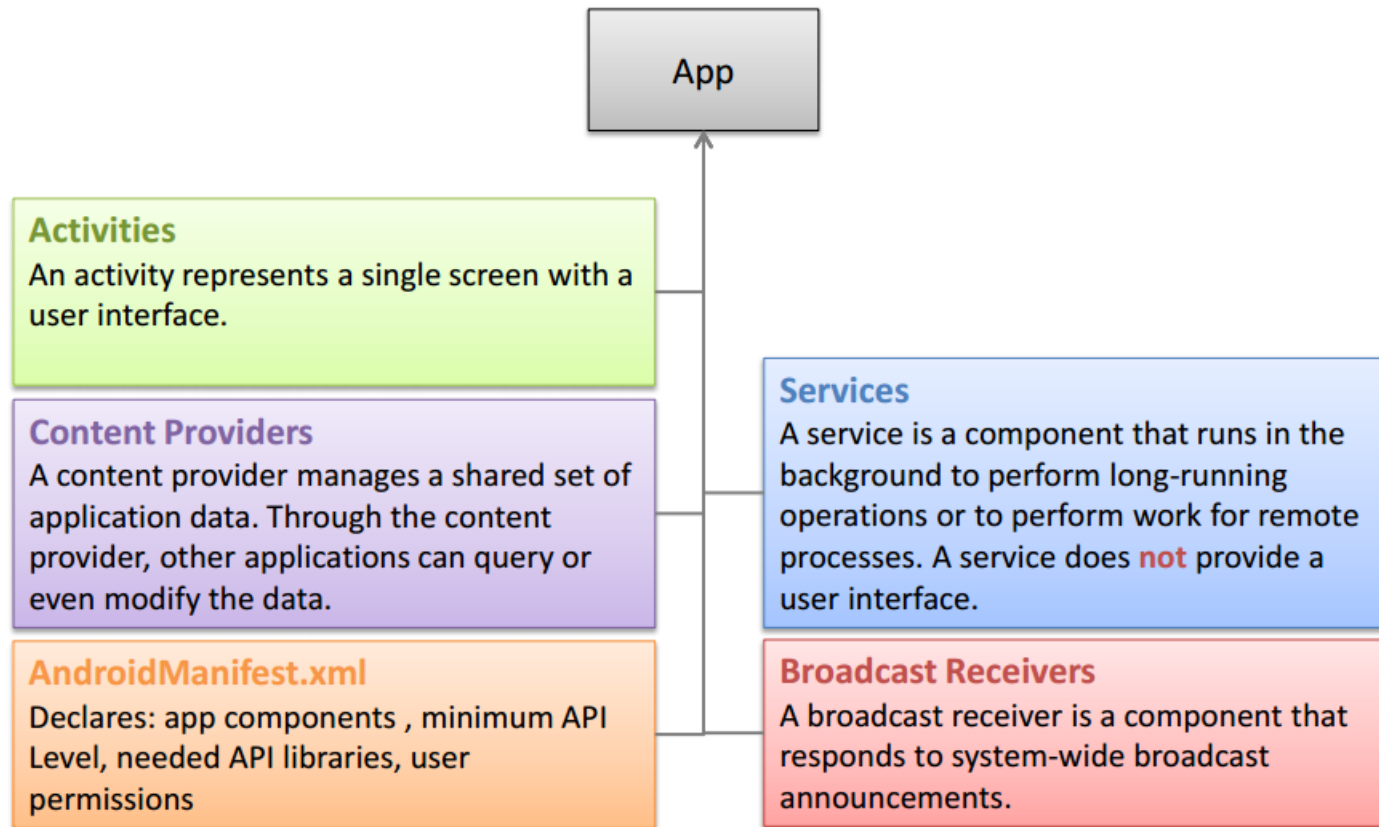 App
Activities
An activity represents a single screen with a
user interface.
Content Providers
A content provider manages a shared set of
application data. Through the content
provider, other applications can query or
even modify the data.
AndroidManifest.xml
Declares: app components , minimum API
Level, needed API libraries, user
permissions
Services
A service is a component that runs in the
background to perform long-running
operations or to perform work for remote
processes. A service does not provide a
user interface.
Broadcast Receivers
A broadcast receiver is a component that
responds to system-wide broadcast
announcements.